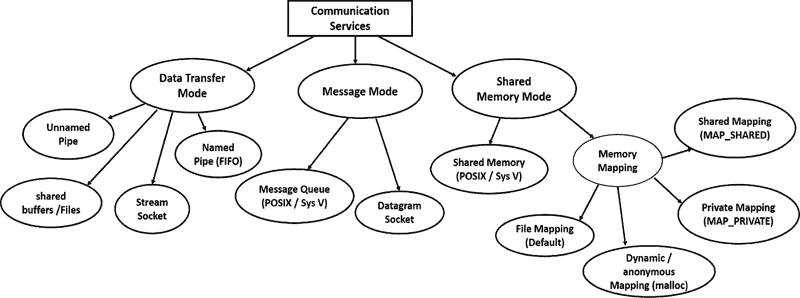 Communication
Services
Data Transfer
Mode
Message Mode
Shared
Memory Mode
Unnamed
Pipe
Named
Pipe (FIFO)
shared
buffers /Files
Stream
Socket
Message Queue
(POSIX / Sys V)
Datagram
Socket
Shared Memory
(POSIX / Sys V)
Memory
Mapping
Shared Mapping
(MAP_SHARED)
Private Mapping
(MAP_PRIVATE)
File Mapping
(Default)
Dynamic /
anonymous
Mapping (malloc)